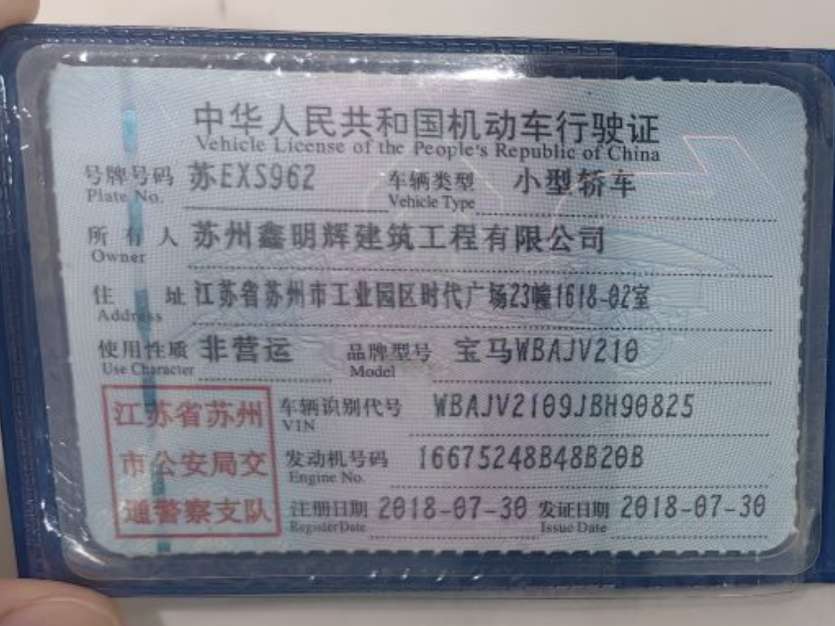 中华人民共和国机动车行驶证
Vehicle License of the People's Republic of China
号牌号码 苏EXS962 车辆类型 小型轿车
Plate No. Vehicle Type
所有人 苏州鑫明辉建筑工程有限公司
Owner
住址 江苏省苏州市工业园区时代广场23幢1618-02室
Address
使用性质 非营运 品牌型号 宝马WBAJV210
Use Character Model
江苏省苏州 车辆识别代号 WBAJV2109JBH90825
VIN
市公安局交 发动机号码 16675248B48B20B
Engine No.
通警察支队 注册日期 2018-07-30 发证日期 2018-07-30
Register Date Issue Date